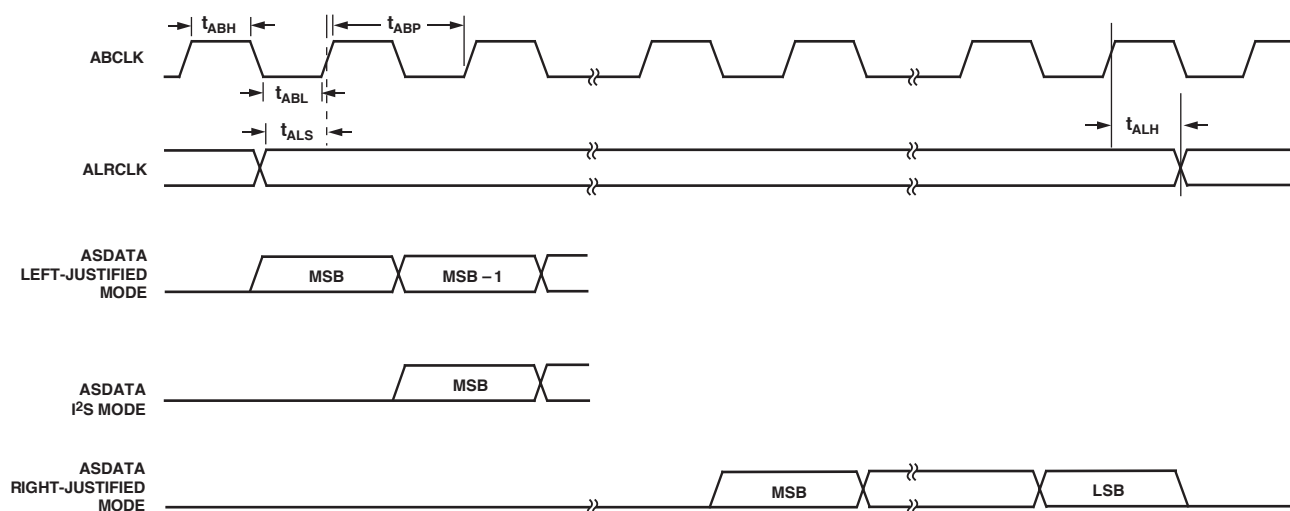 tABH
tABP
ABCLK
tABL
tALS
tALH
ALRCLK
ASDATA
LEFT-JUSTIFIED
MODE
MSB
MSB – 1
ASDATA
I²S MODE
MSB
ASDATA
RIGHT-JUSTIFIED
MODE
MSB
LSB